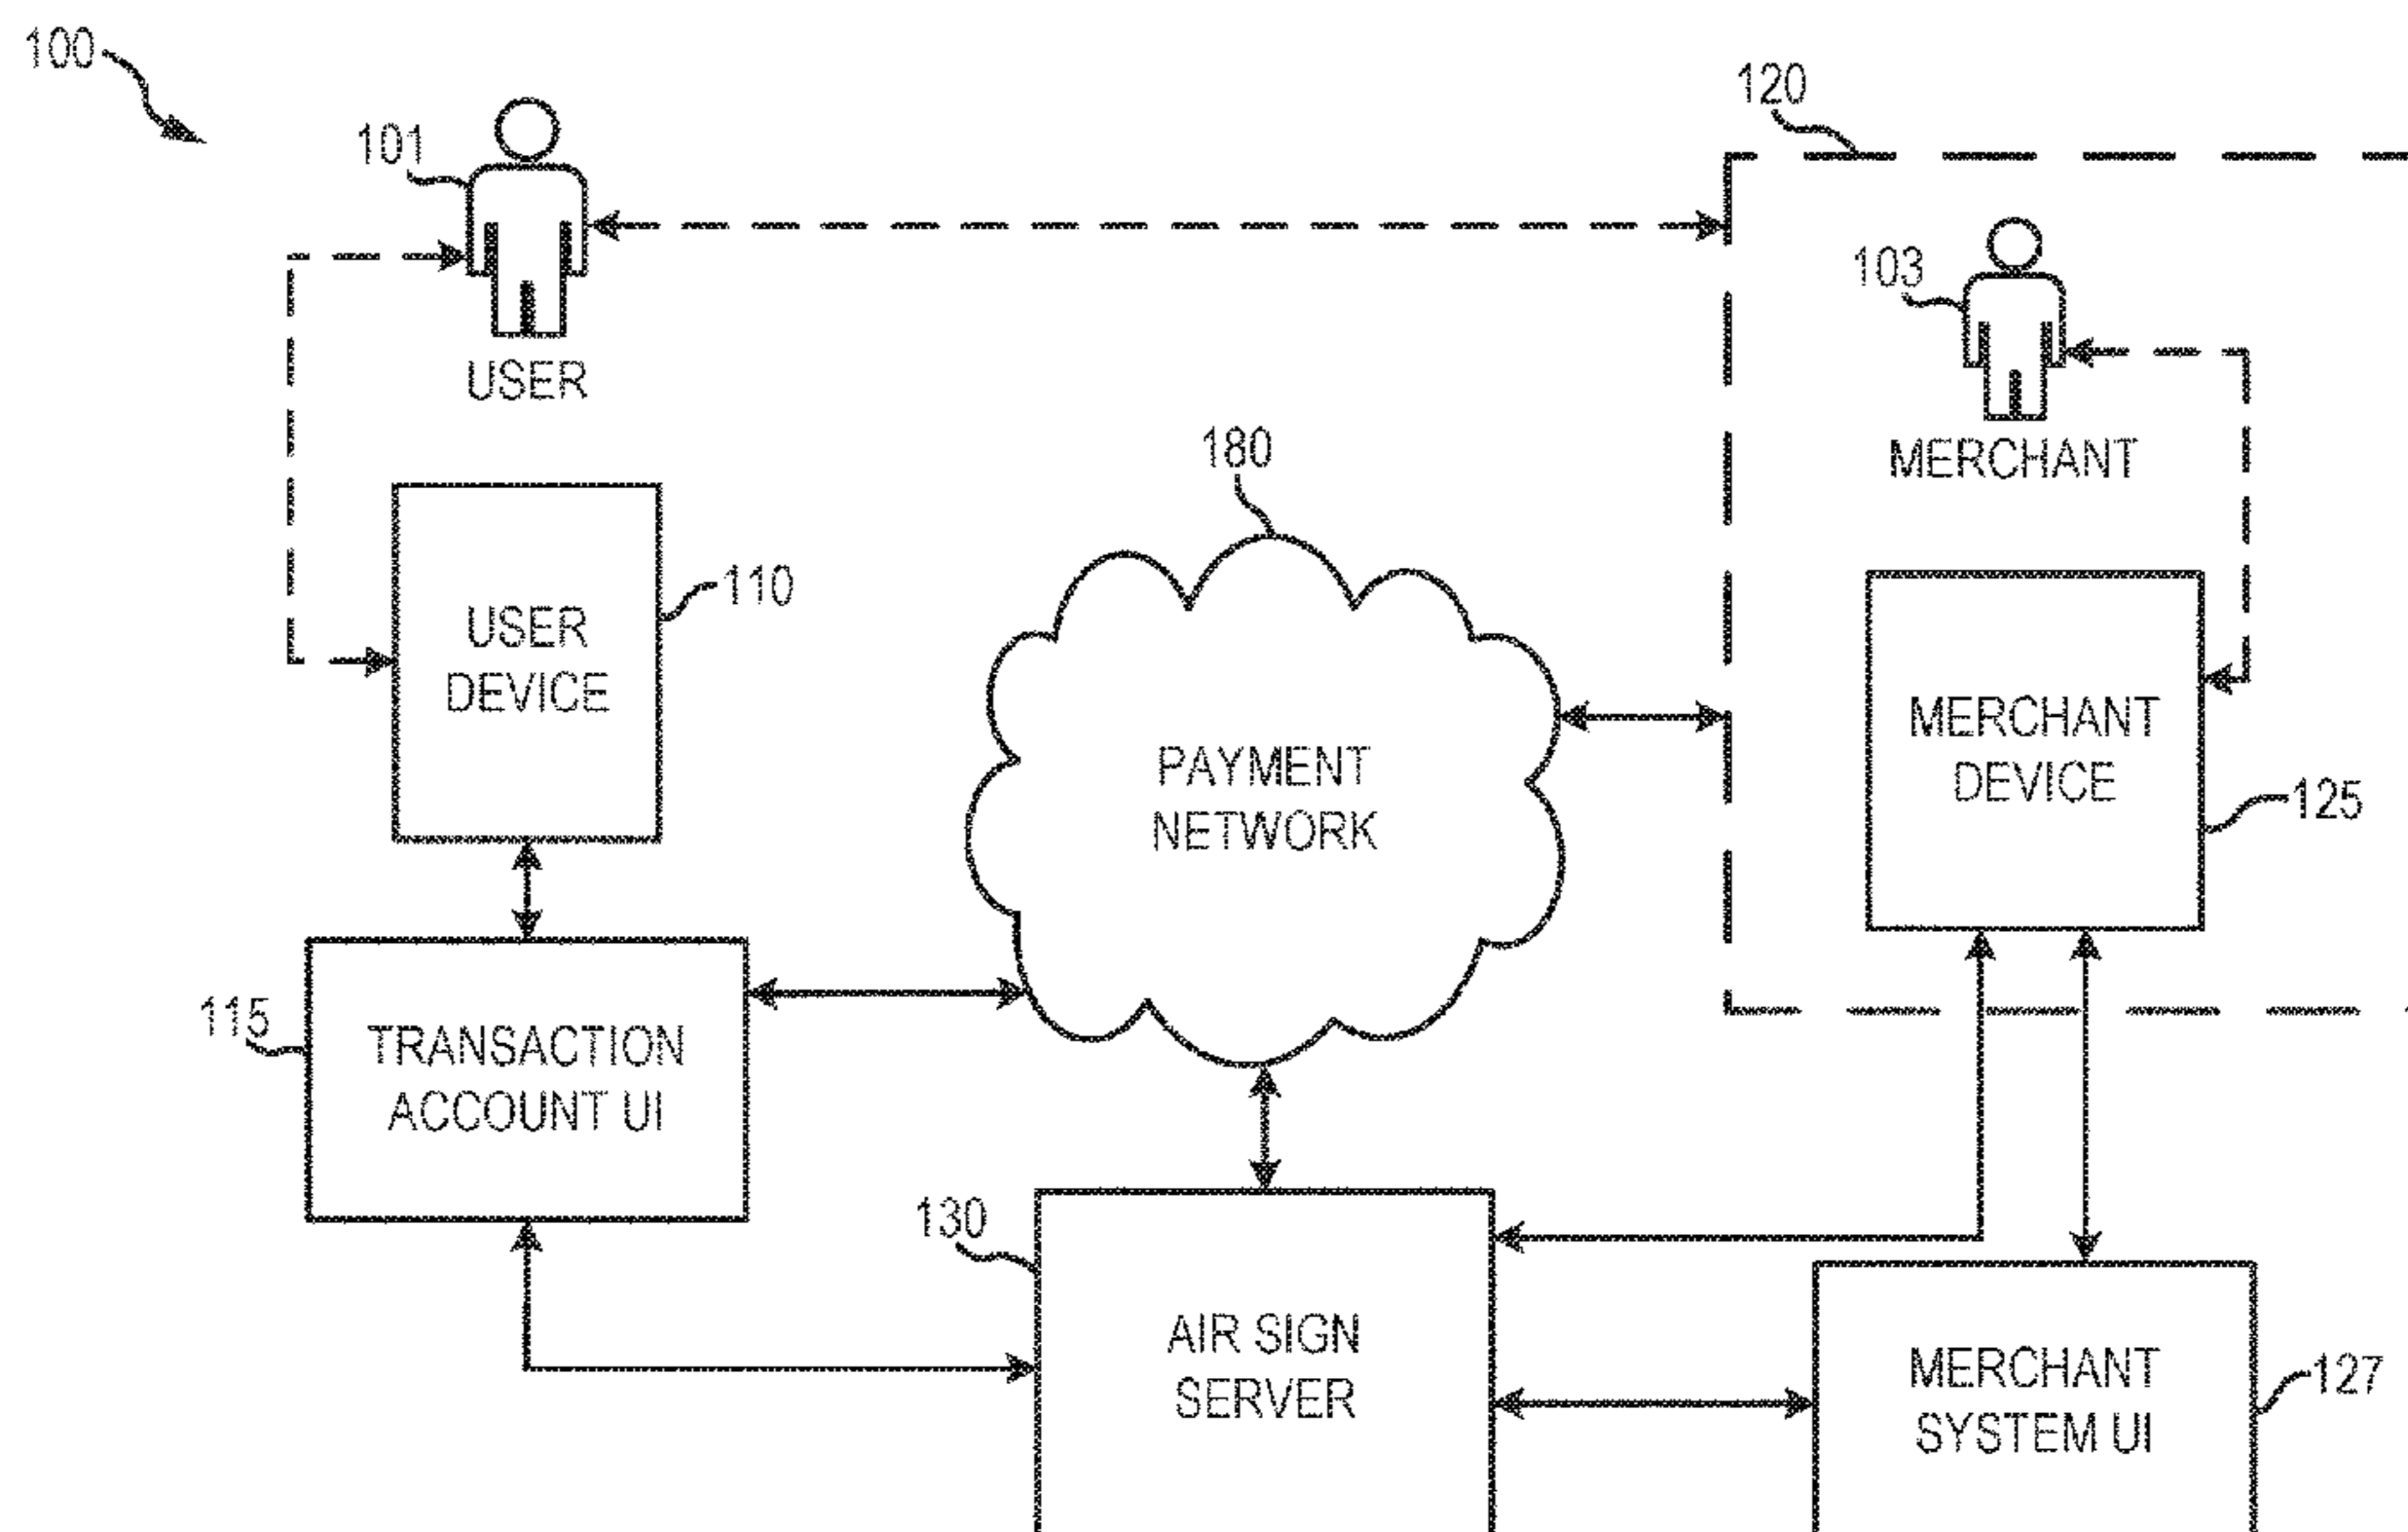 100
120
101
103
USER
MERCHANT
180
110
USER
DEVICE
MERCHANT
DEVICE
PAYMENT
NETWORK
125
115
TRANSACTION
ACCOUNT UI
130
AIR SIGN
SERVER
MERCHANT
SYSTEM UI
127